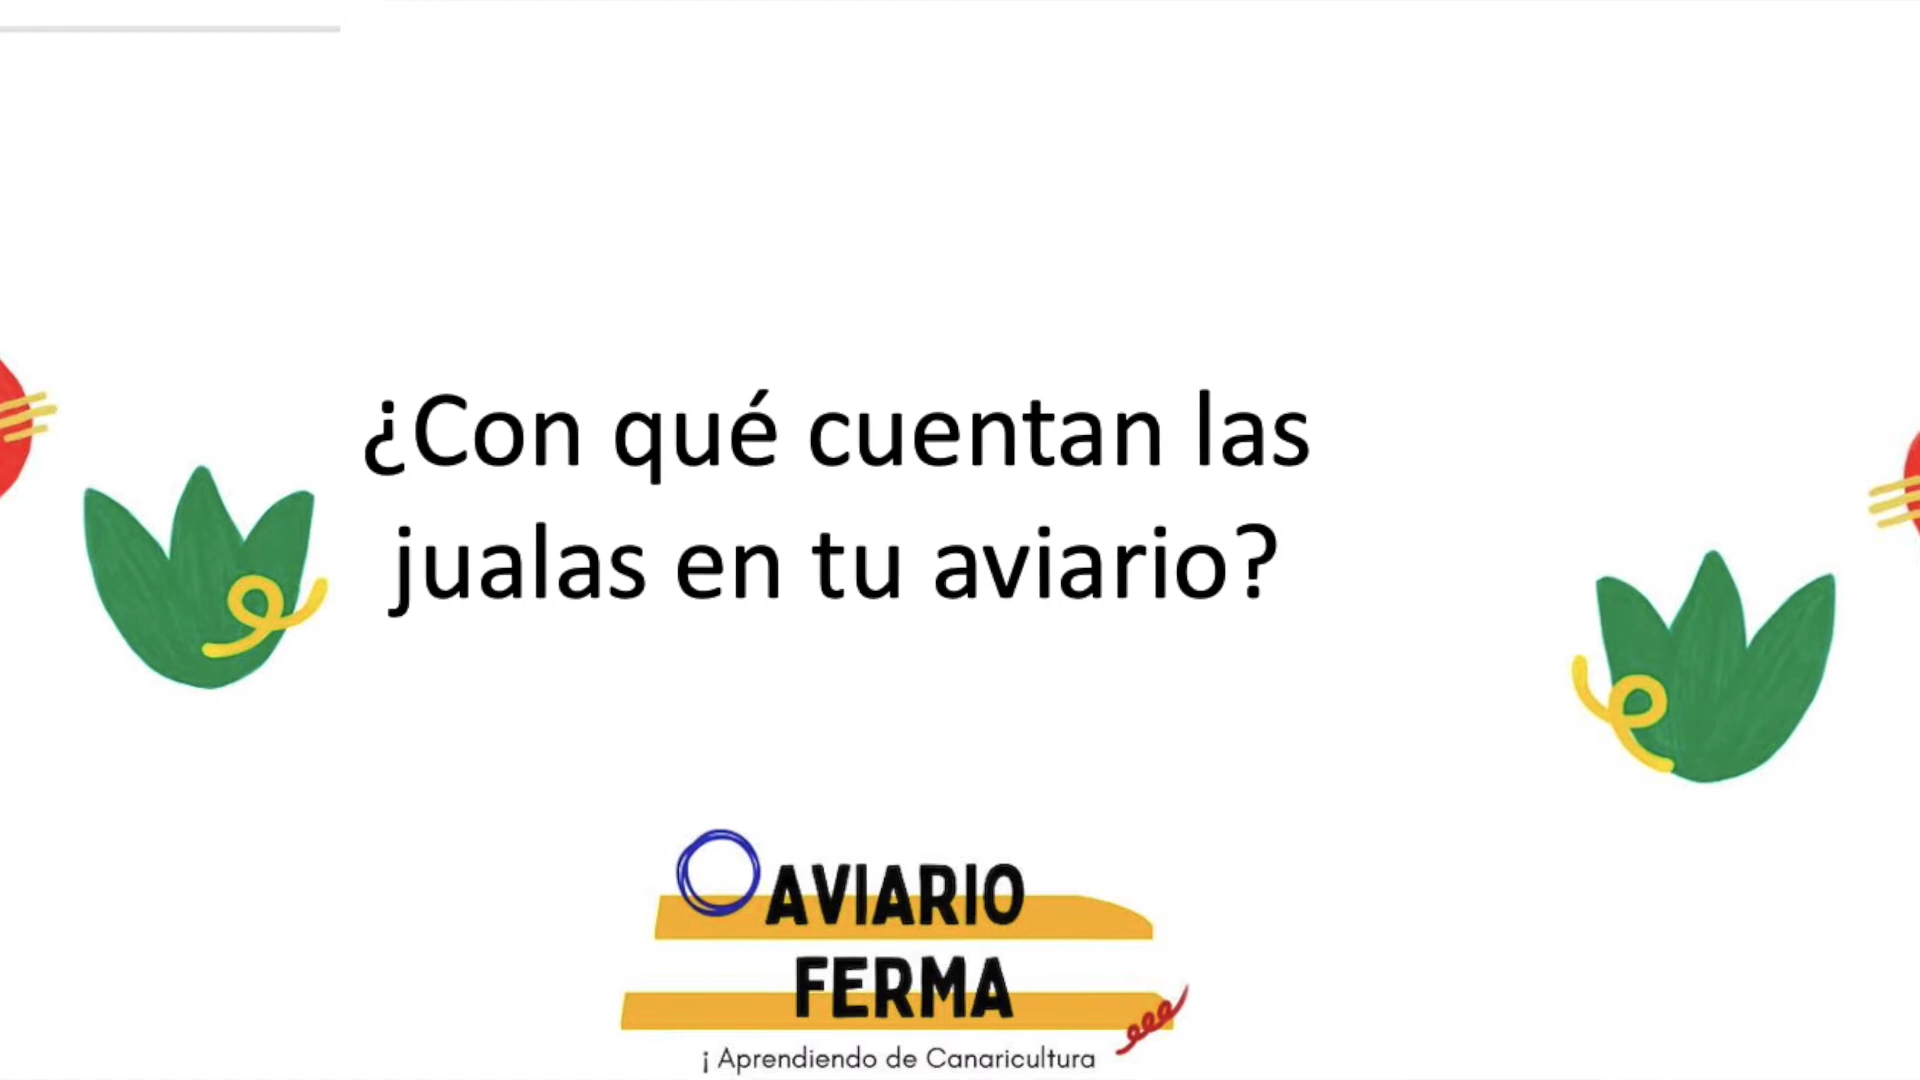 ¿Con qué cuentan las
jualas en tu aviario?
AVIARIO
FERMA
¡ Aprendiendo de Canaricultura